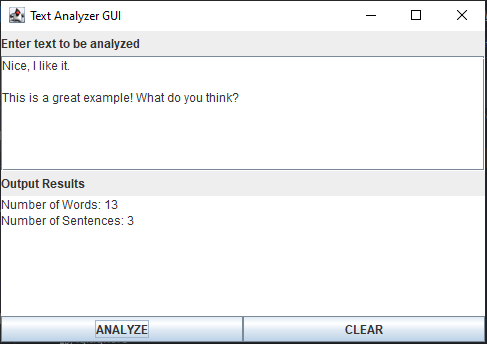 Text Analyzer GUI
Enter text to be analyzed
Nice, I like it.
This is a great example! What do you think?
Output Results
Number of Words: 13
Number of Sentences: 3
ANALYZE
CLEAR